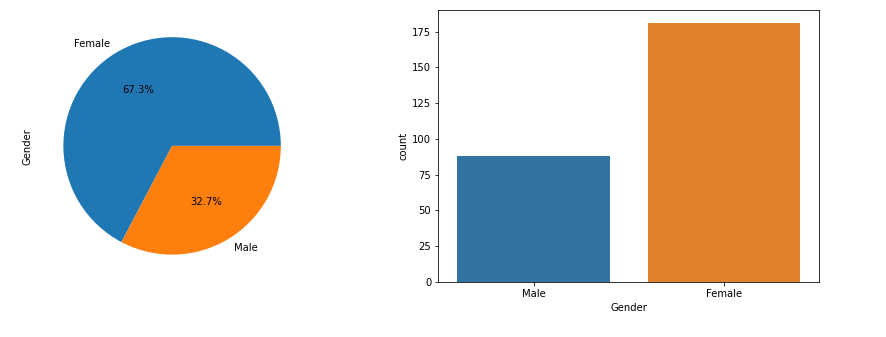 Female
67.3%
Gender
32.7%
Male
175
150
125
100
75
50
25
0
count
Male Female
Gender